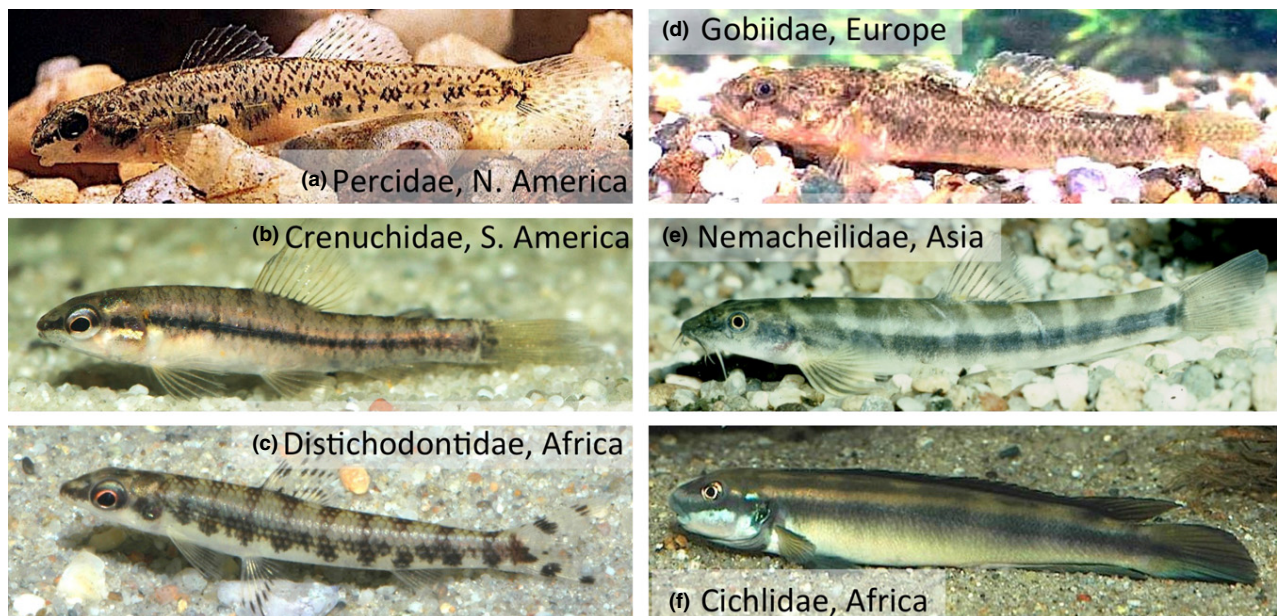 (a) Percidae, N. America
(b) Crenuchidae, S. America
(c) Distichodontidae, Africa
(d) Gobiidae, Europe
(e) Nemacheilidae, Asia
(f) Cichlidae, Africa